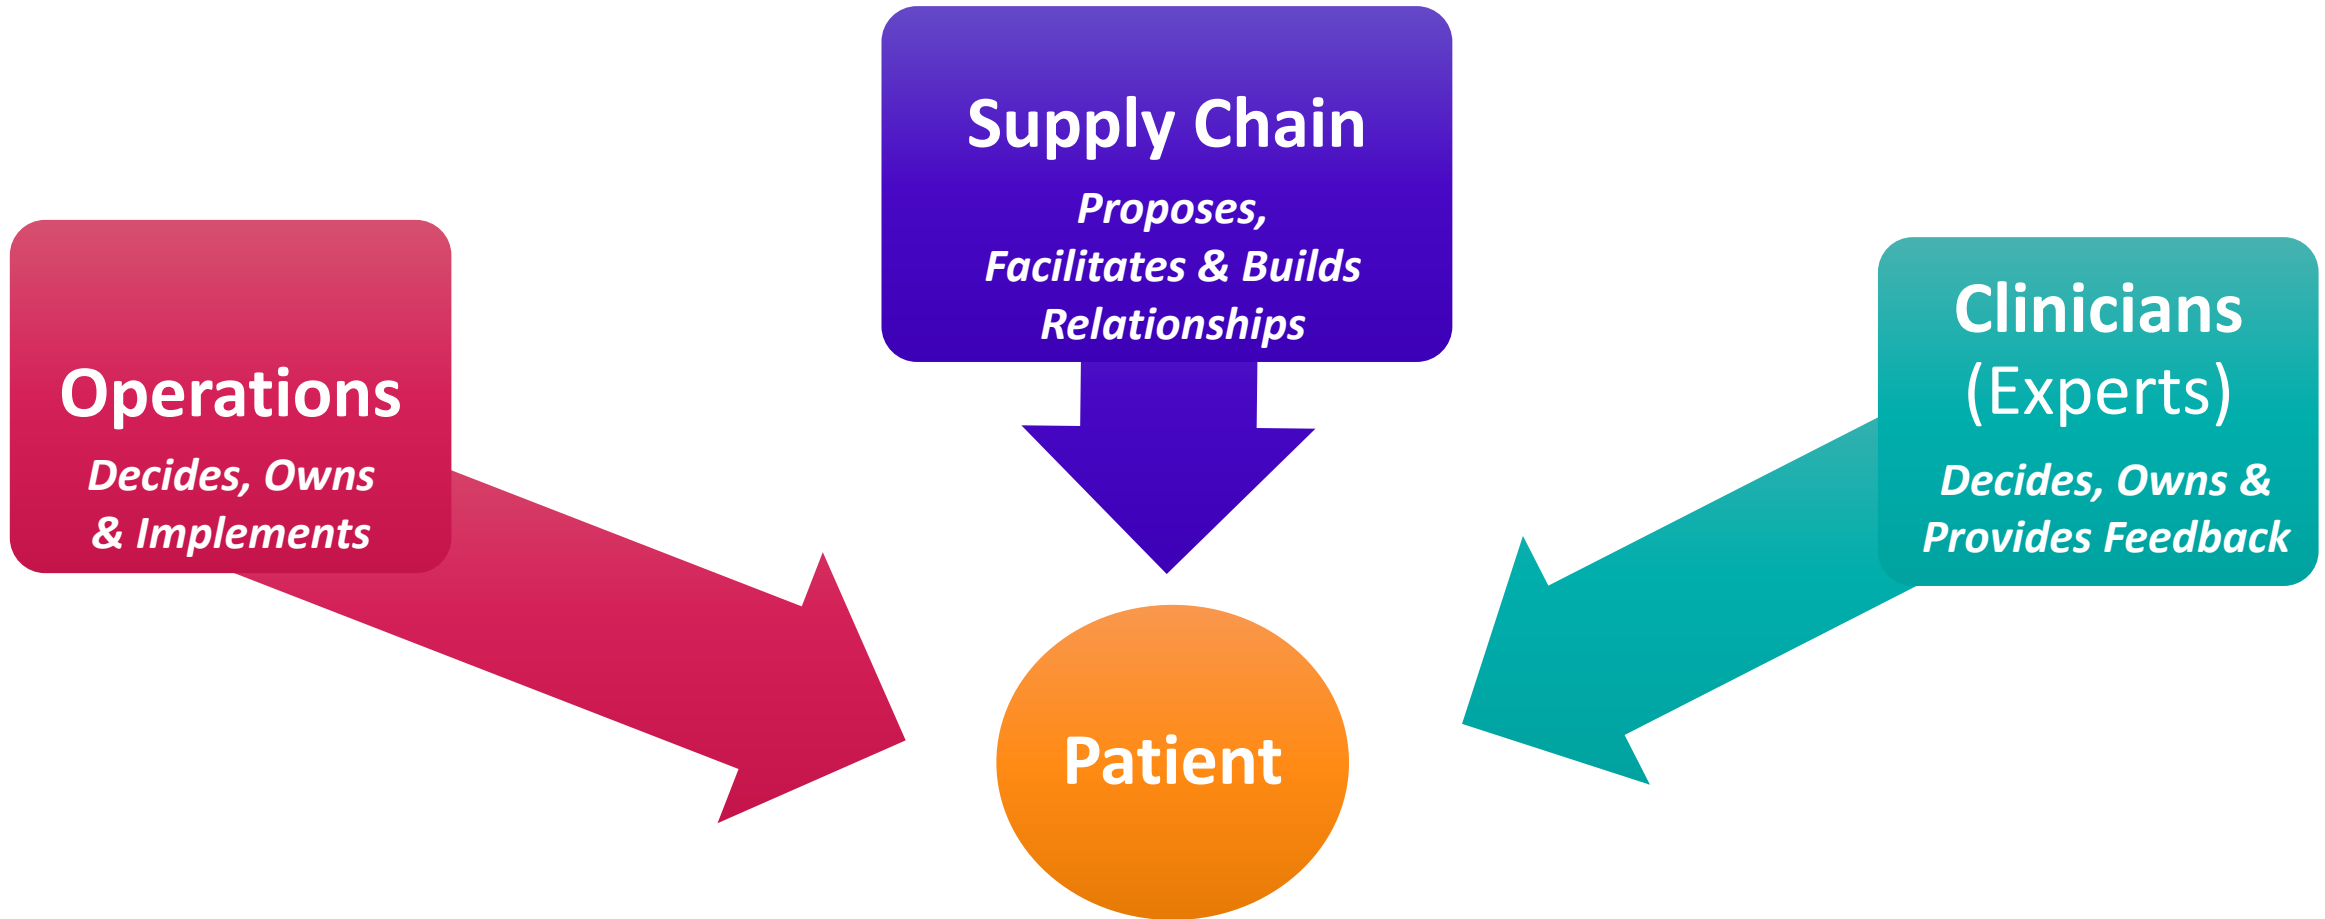 Supply Chain
Proposes,
Facilitates & Builds
Relationships
Operations
Decides, Owns
& Implements
Clinicians
(Experts)
Decides, Owns &
Provides Feedback
Patient